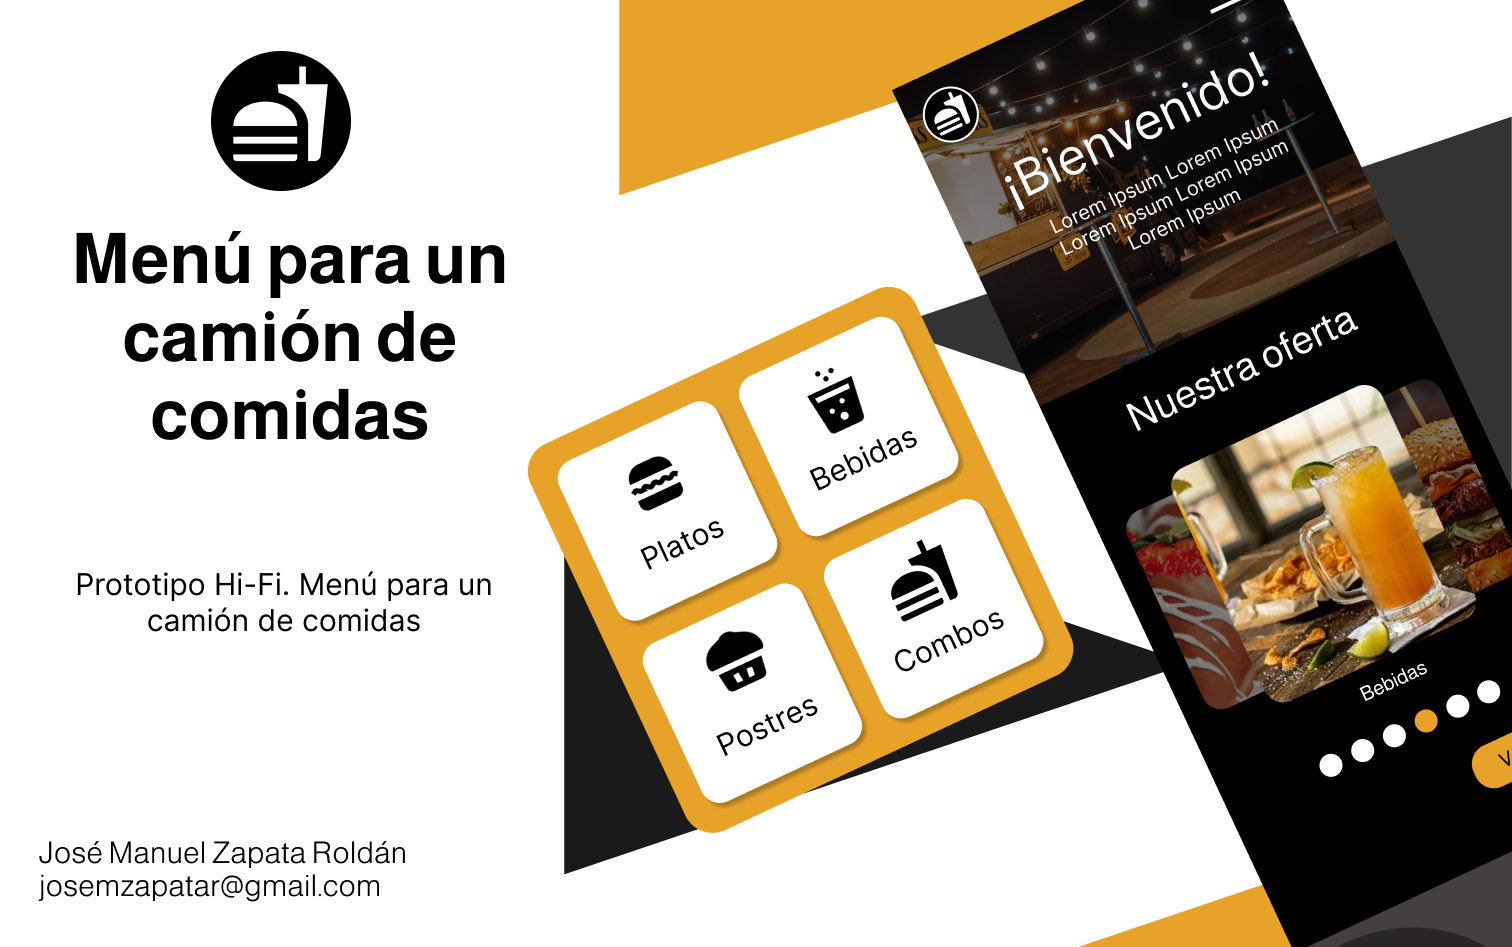 Menú para un
camión de
comidas
Prototipo Hi-Fi. Menú para un
camión de comidas
José Manuel Zapata Roldán
josemzapatar@gmail.com
Platos
Bebidas
Postres
Combos
¡Bienvenido!
Lorem Ipsum Lorem Ipsum
Lorem Ipsum Lorem Ipsum
Lorem Ipsum
Nuestra oferta
Bebidas